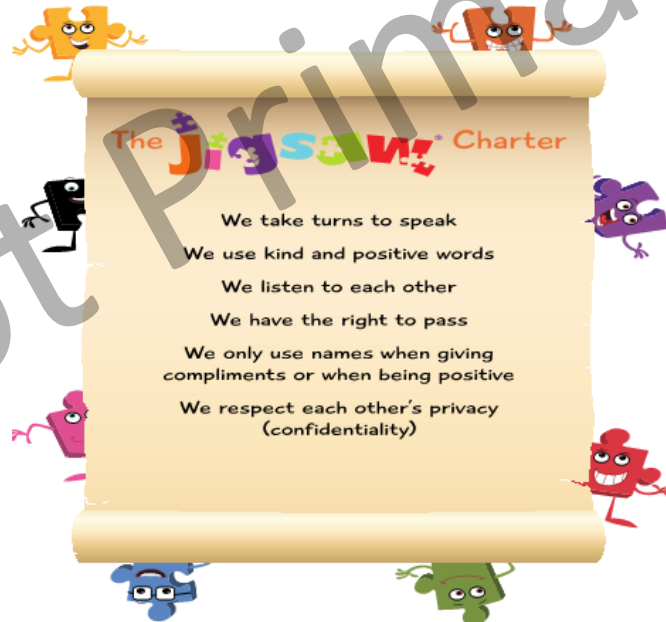 The jigsaw® Charter
We take turns to speak
We use kind and positive words
We listen to each other
We have the right to pass
We only use names when giving
compliments or when being positive
We respect each other's privacy
(confidentiality)